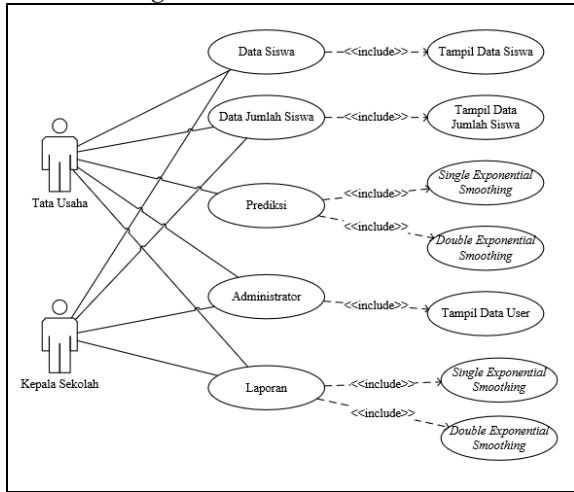 Data Siswa
<<include>>
Tampil Data Siswa
Data Jumlah Siswa
<<include>>
Tampil Data
Jumlah Siswa
Tata Usaha
Prediksi
<<include>>
Single Exponential
Smoothing
<<include>>
Double Exponential
Smoothing
Administrator
<<include>>
Tampil Data User
Kepala Sekolah
Laporan
<<include>>
Single Exponential
Smoothing
<<include>>
Double Exponential
Smoothing